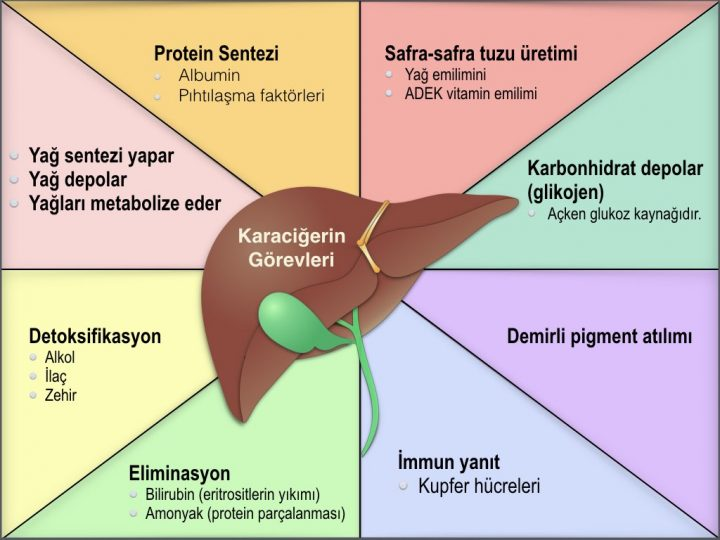 Protein Sentezi
Albumin
Pıhtılaşma faktörleri
Safra-safra tuzu üretimi
Yağ emilimini
ADEK vitamin emilimi
Yağ sentezi yapar
Yağ depolar
Yağları metabolize eder
Karbonhidrat depolar
(glikojen)
Açken glukoz kaynağıdır.
Karaciğerin
Görevleri
Detoksifikasyon
Alkol
İlaç
Zehir
Demirli pigment atılımı
Eliminasyon
Bilirubin (eritrositlerin yıkımı)
Amonyak (protein parçalanması)
İmmun yanıt
Kupfer hücreleri